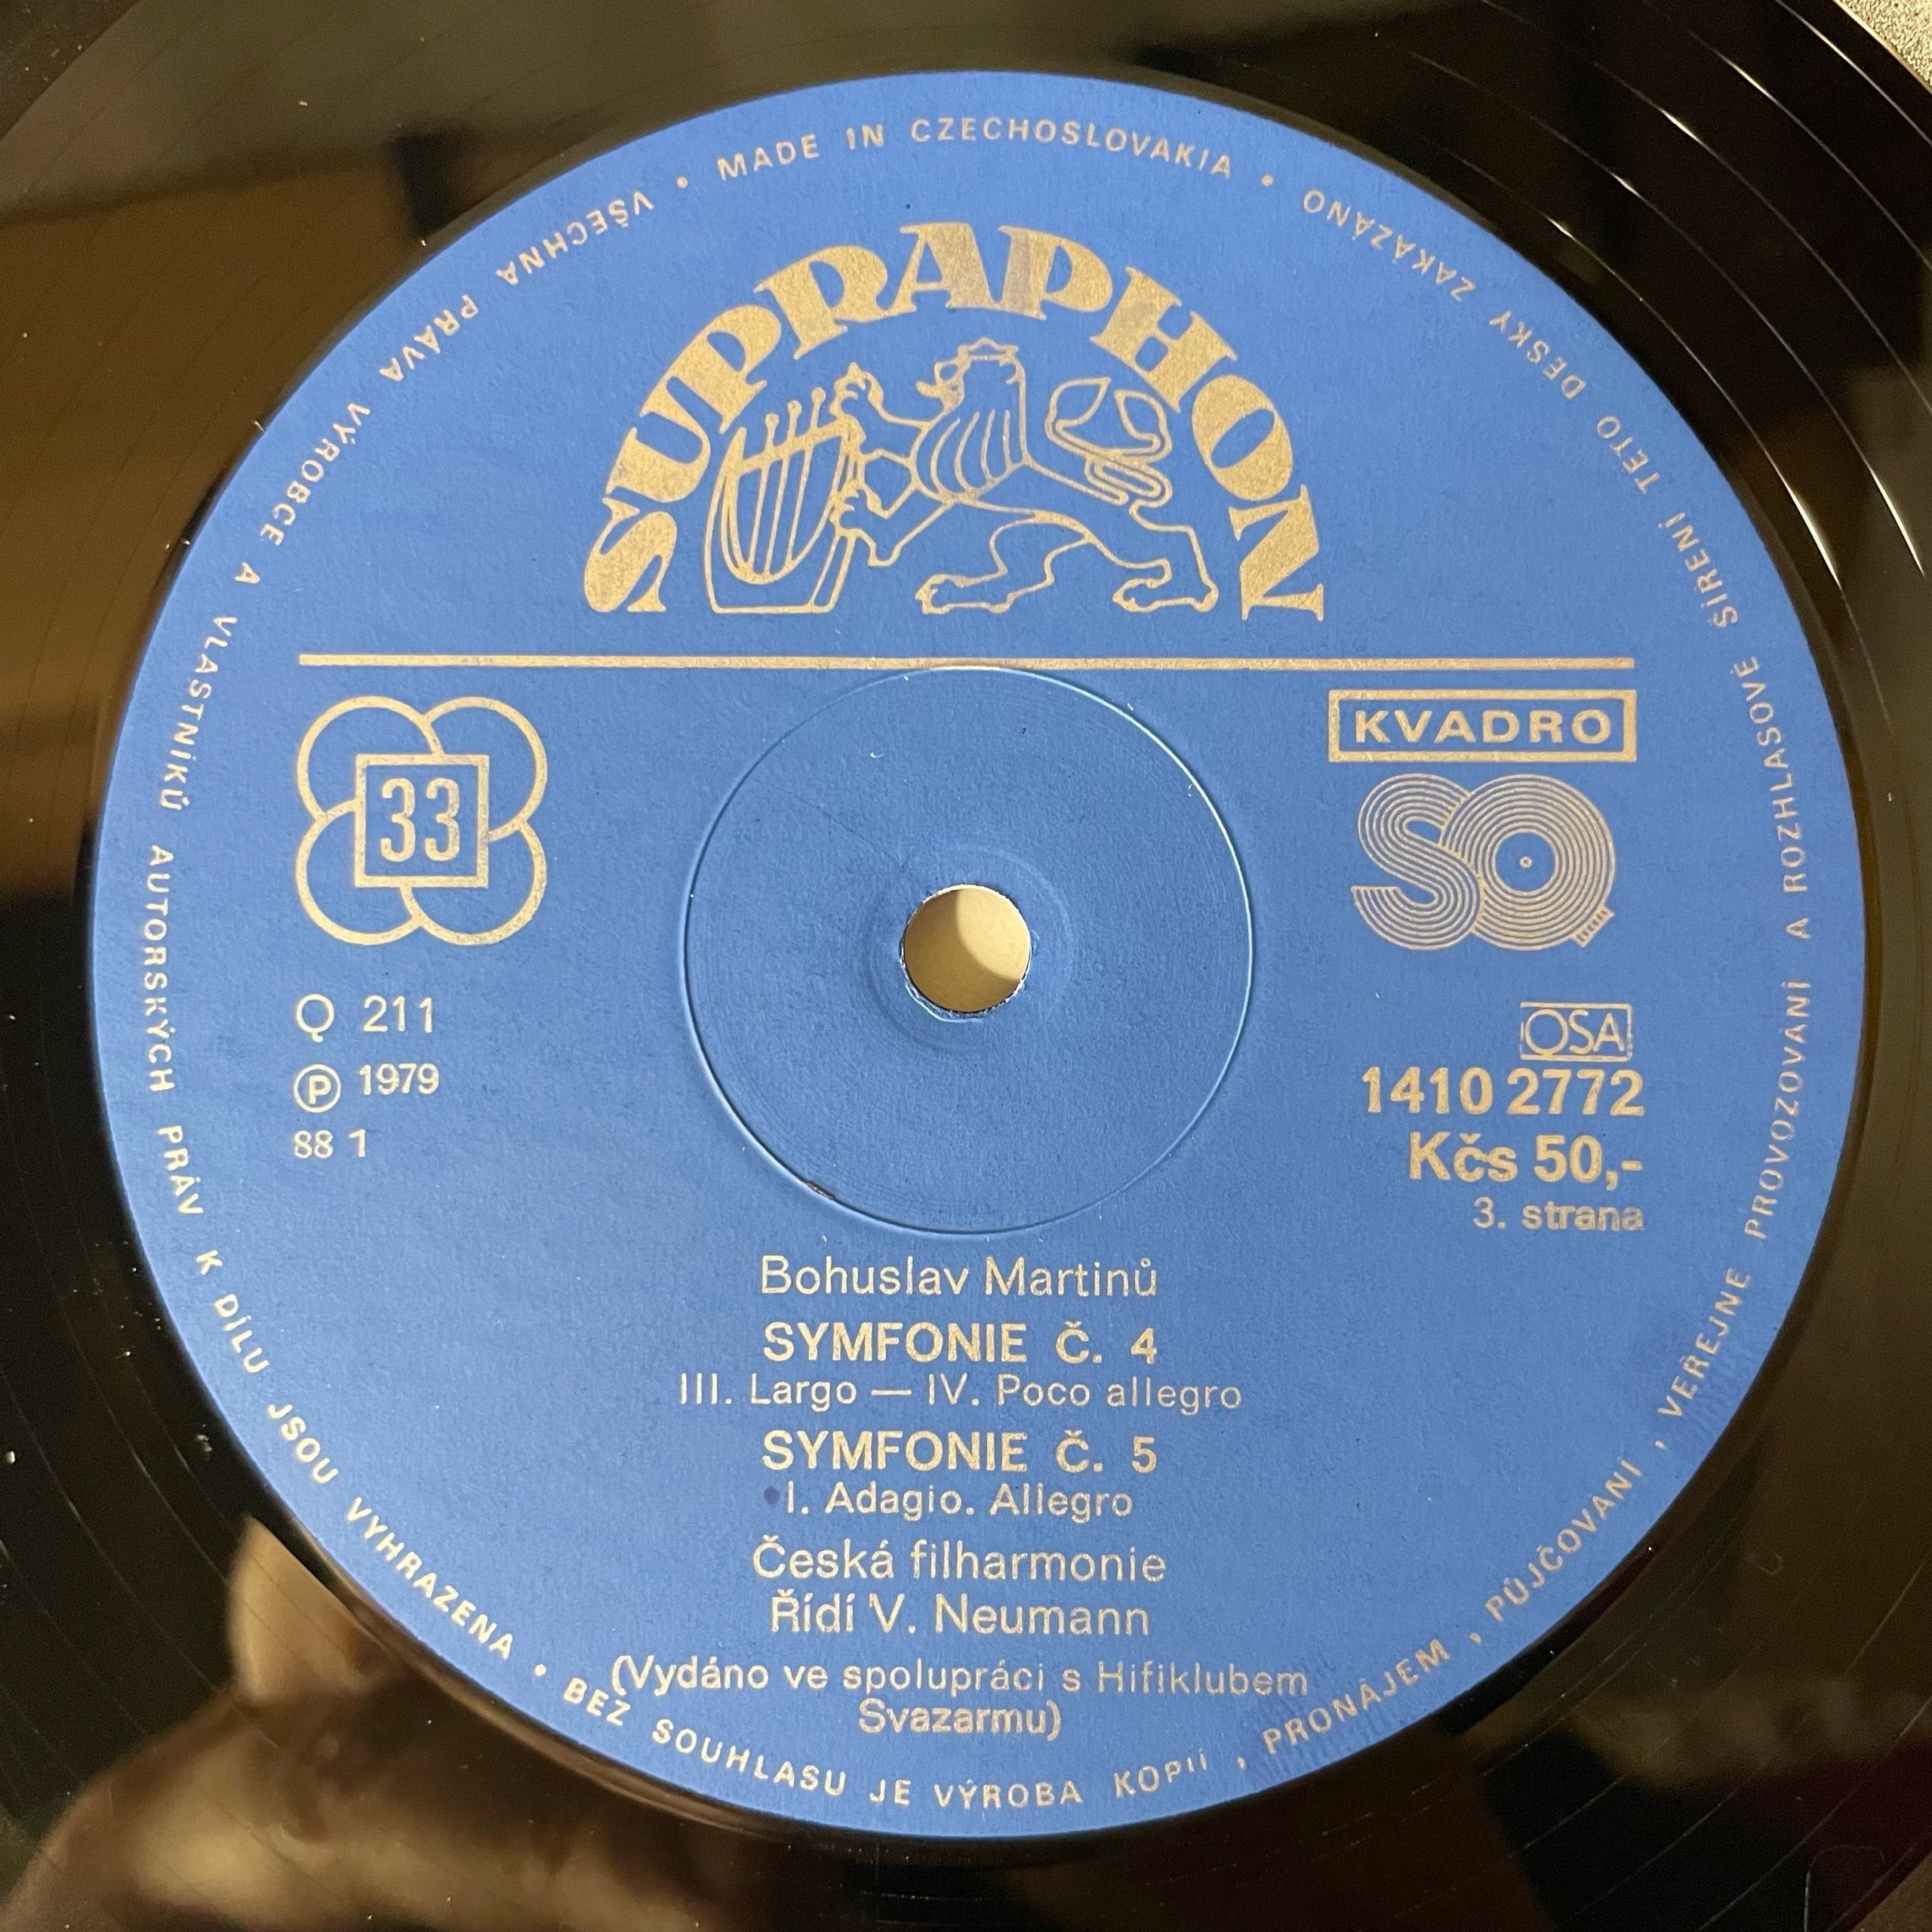 VŠECHNA PRÁVA VÝROBCE A VLASTNÍKŮ AUTORSKÝCH PRÁV K DÍLU JSOU VYHRAZENA • BEZ SOUHLASU JE VÝROBA KOPIÍ, PRONÁJEM, PŮJČOVÁNÍ, VEŘEJNÉ PROVOZOVÁNÍ A ROZHLASOVÉ ŠÍŘENÍ TÉTO DESKY ZAKÁZÁNO
• MADE IN CZECHOSLOVAKIA •
SUPRAPHON
33
KVADRO
SQ
Q 211
℗ 1979
88 1
OSA
1410 2772
Kčs 50,-
3. strana
Bohuslav Martinů
SYMFONIE Č. 4
III. Largo — IV. Poco allegro
SYMFONIE Č. 5
I. Adagio. Allegro
Česká filharmonie
Řídí V. Neumann
(Vydáno ve spolupráci s Hifiklubem
Svazarmu)